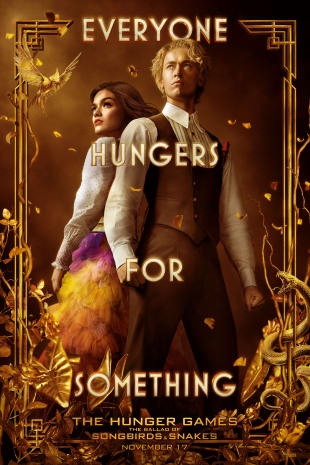 EVERYONE
HUNGERS
FOR
SOMETHING
THE HUNGER GAMES
THE BALLAD OF
SONGBIRDS & SNAKES
NOVEMBER 17